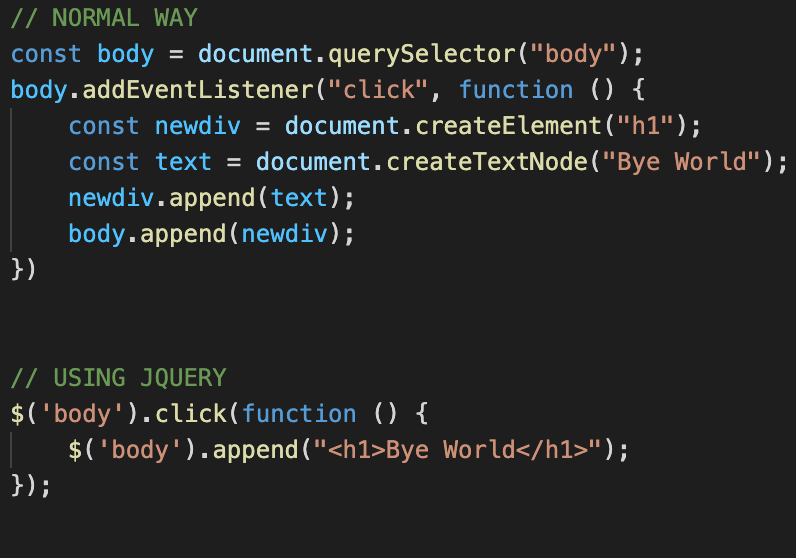 // NORMAL WAY
const body = document.querySelector("body");
body.addEventListener("click", function () {
    const newdiv = document.createElement("h1");
    const text = document.createTextNode("Bye World");
    newdiv.append(text);
    body.append(newdiv);
})
// USING JQUERY
$('body').click(function () {
    $('body').append("<h1>Bye World</h1>");
});